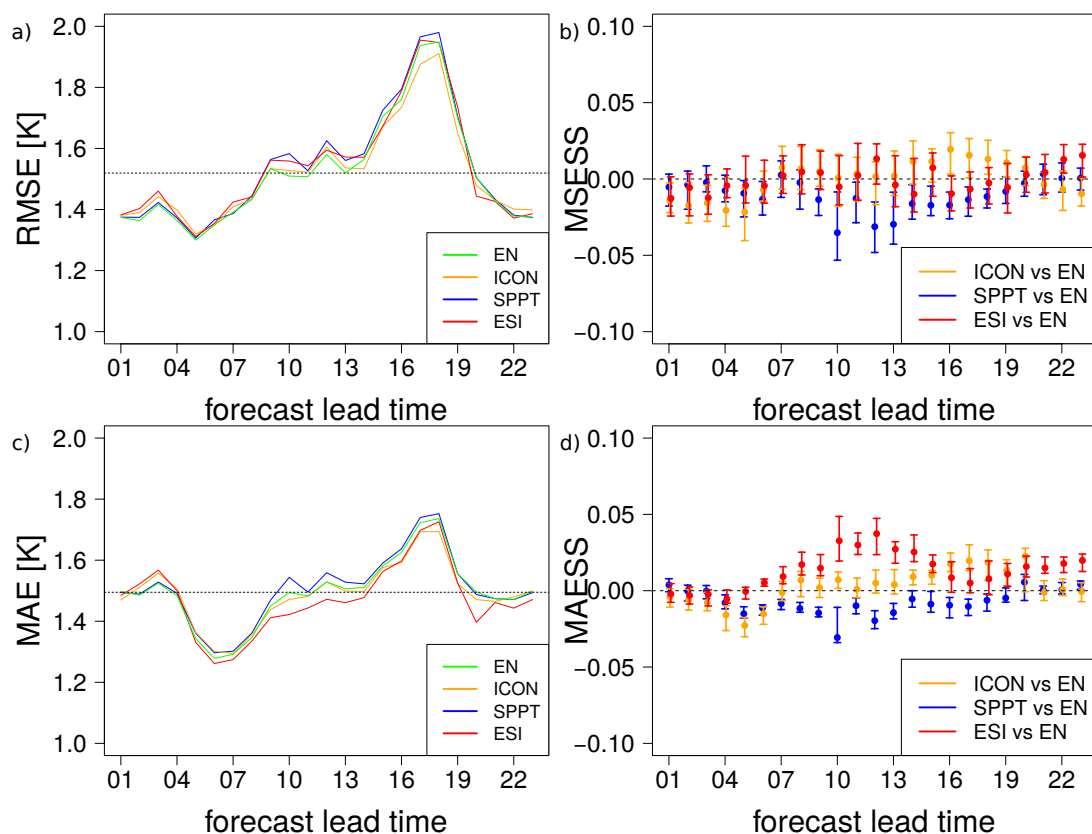 a)
RMSE [K]
2.0
1.8
1.6
1.4
1.2
1.0
EN
ICON
SPPT
ESI
01 04 07 10 13 16 19 22
forecast lead time
b)
MSESS
0.10
0.05
0.00
−0.05
−0.10
ICON vs EN
SPPT vs EN
ESI vs EN
01 04 07 10 13 16 19 22
forecast lead time
c)
MAE [K]
2.0
1.8
1.6
1.4
1.2
1.0
EN
ICON
SPPT
ESI
01 04 07 10 13 16 19 22
forecast lead time
d)
MAESS
0.10
0.05
0.00
−0.05
−0.10
ICON vs EN
SPPT vs EN
ESI vs EN
01 04 07 10 13 16 19 22
forecast lead time